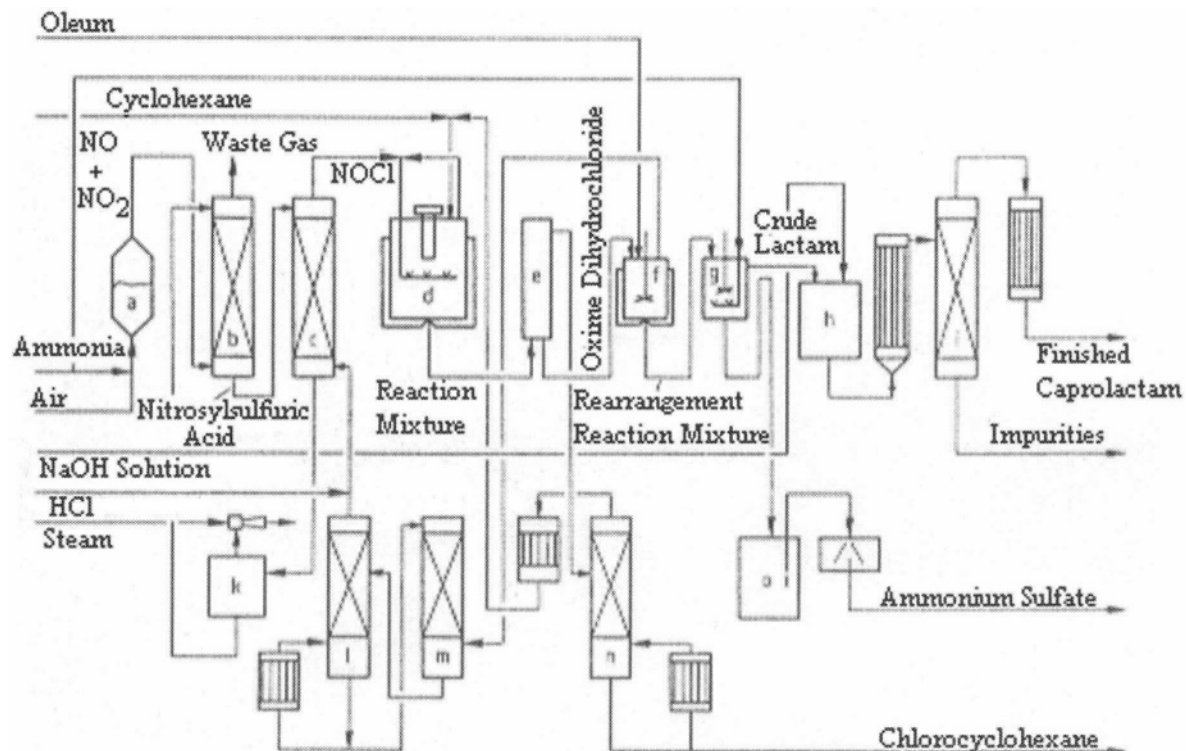 Oleum
Cyclohexane
NO
+
NO2
Waste Gas
NOCl
Oxime Dihydrochloride
Crude
Lactam
a
b
c
d
e
f
g
h
i
Ammonia
Air
Nitrosylsulfuric
Acid
Reaction
Mixture
Rearrangement
Reaction Mixture
Finished
Caprolactam
Impurities
NaOH Solution
HCl
Steam
k
l
m
n
Ammonium Sulfate
Chlorocyclohexane